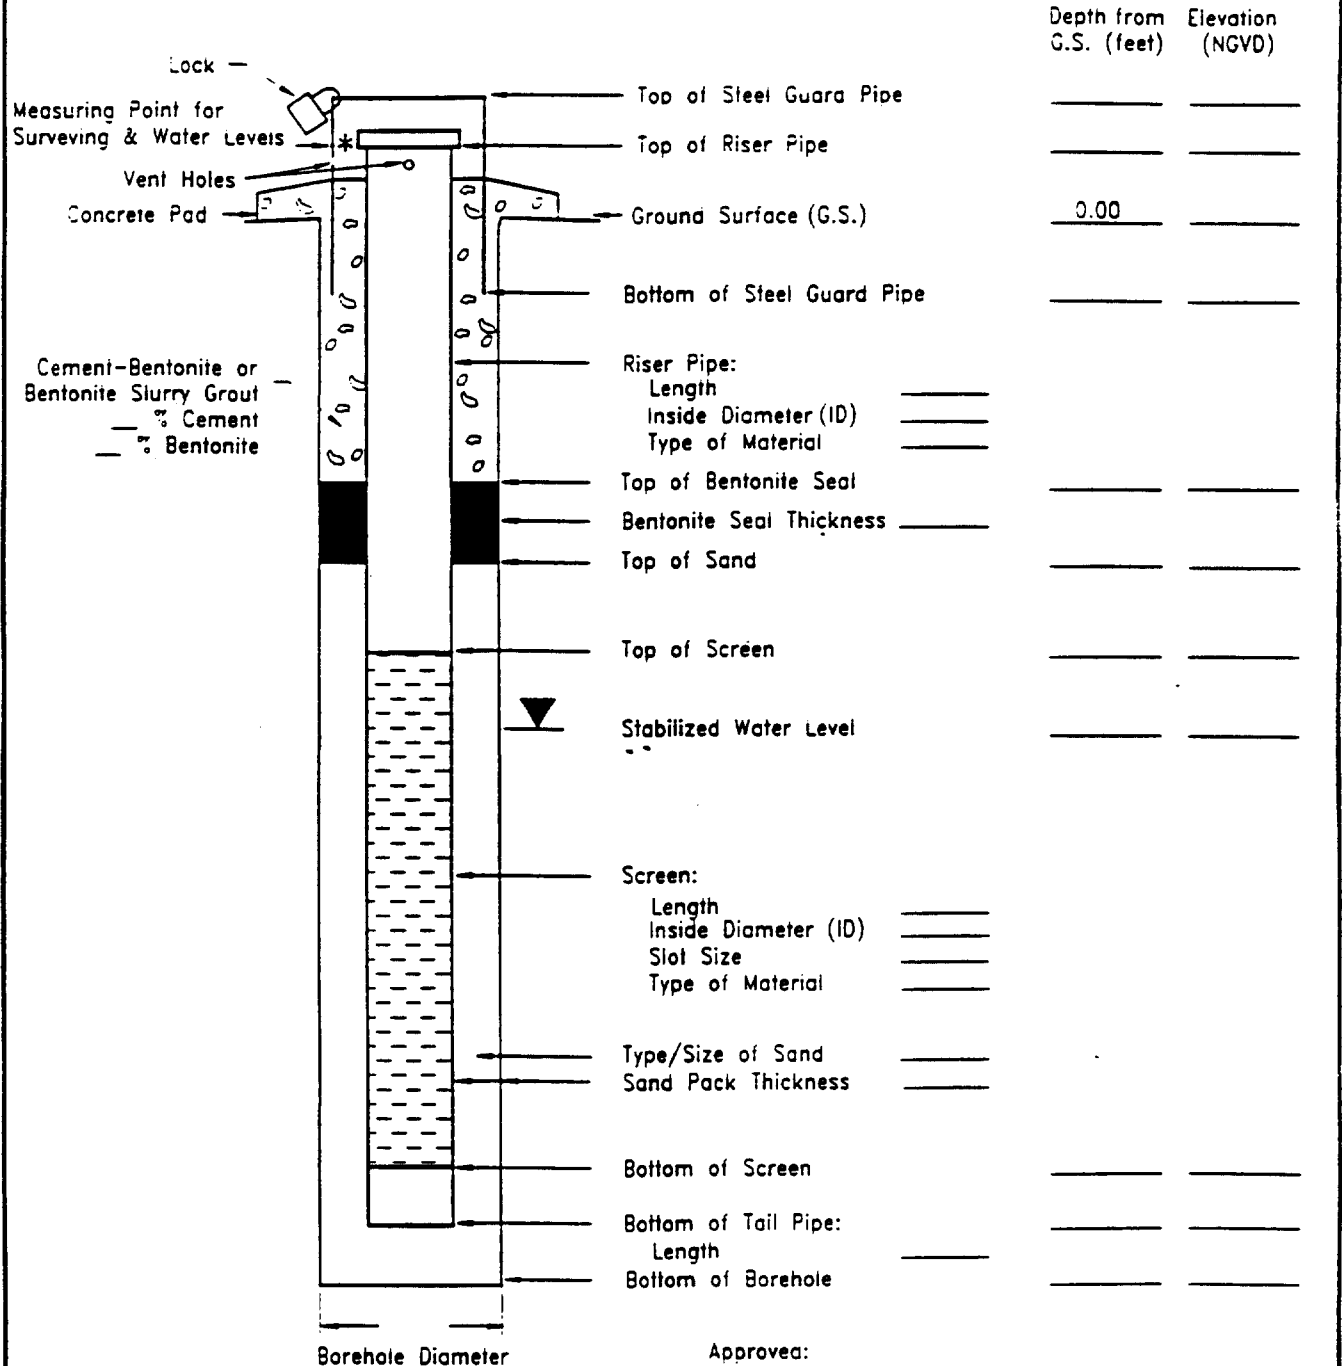 Depth from Elevation
G.S. (feet) (NGVD)
Lock
Top of Steel Guard Pipe
Measuring Point for
Surveying & Water Levels
*
Top of Riser Pipe
Vent Holes
Concrete Pad
Ground Surface (G.S.)
0.00
Bottom of Steel Guard Pipe
Cement-Bentonite or
Bentonite Slurry Grout
__ % Cement
__ % Bentonite
Riser Pipe:
Length
Inside Diameter (ID)
Type of Material
Top of Bentonite Seal
Bentonite Seal Thickness
Top of Sand
Top of Screen
Stabilized Water Level
Screen:
Length
Inside Diameter (ID)
Slot Size
Type of Material
Type/Size of Sand
Sand Pack Thickness
Bottom of Screen
Bottom of Tail Pipe:
Length
Bottom of Borehole
Borehole Diameter
Approved: